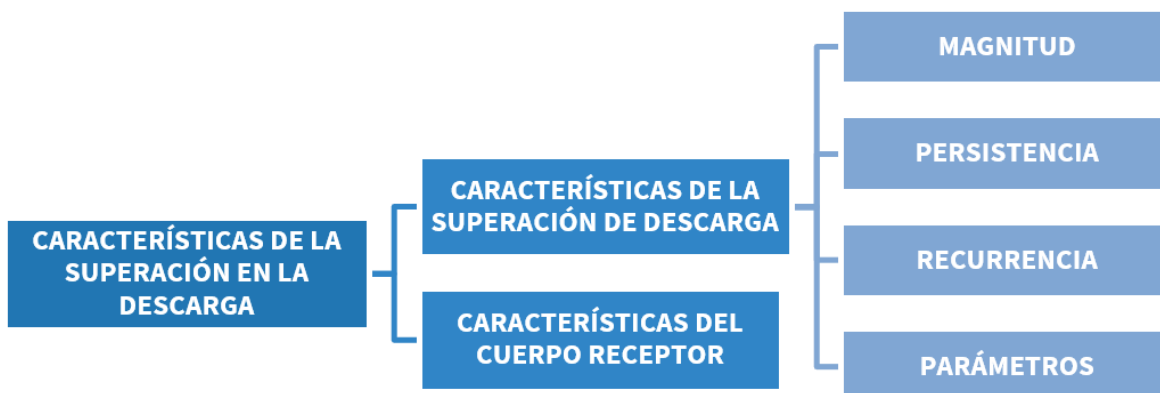 CARACTERÍSTICAS DE LA
SUPERACIÓN EN LA
DESCARGA
CARACTERÍSTICAS DE LA
SUPERACIÓN DE DESCARGA
CARACTERÍSTICAS DEL
CUERPO RECEPTOR
MAGNITUD
PERSISTENCIA
RECURRENCIA
PARÁMETROS